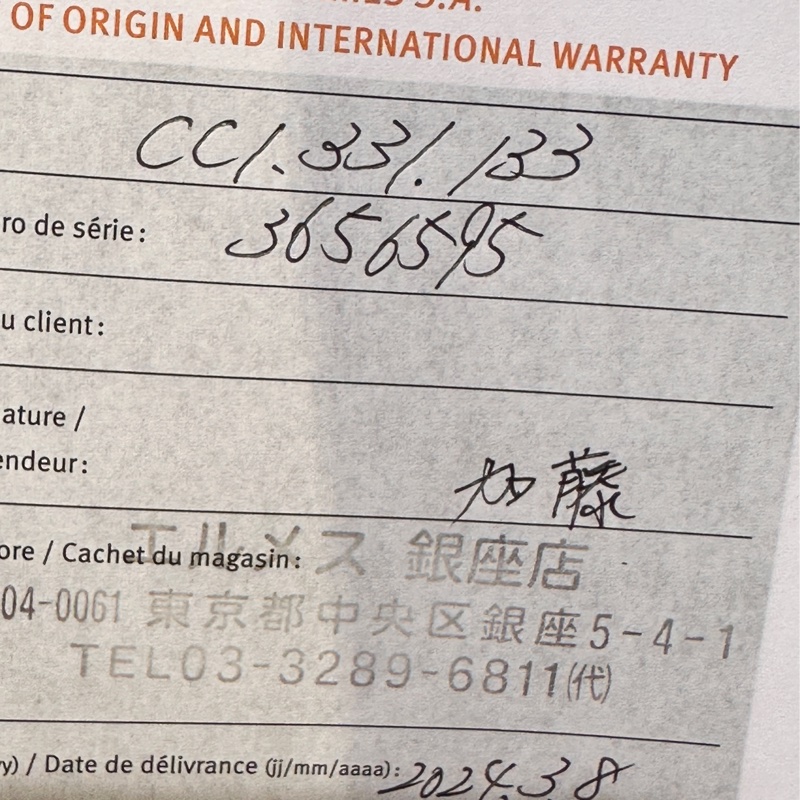 OF ORIGIN AND INTERNATIONAL WARRANTY
CC1.331.133
ro de série: 3656595
u client:
ature /
endeur: 加藤
エルメス 銀座店
ore / Cachet du magasin:
04-0061 東京都中央区銀座5-4-1
TEL03-3289-6811(代)
y) / Date de délivrance (jj/mm/aaaa): 2024.3.8